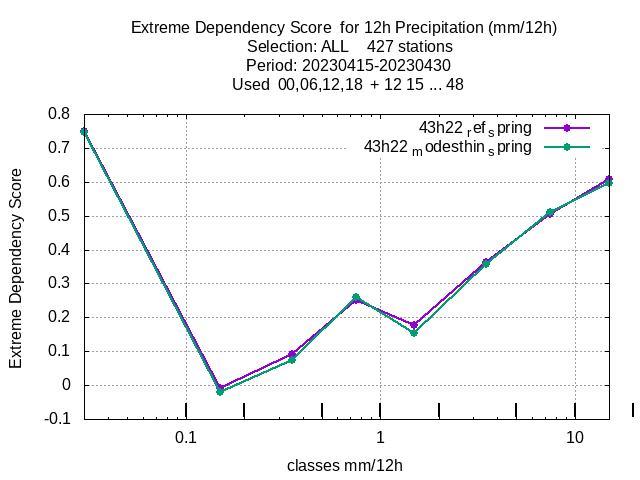 Extreme Dependency Score  for 12h Precipitation (mm/12h)
Selection: ALL    427 stations
Period: 20230415-20230430
Used  00,06,12,18  + 12 15 ... 48
43h22 ref spring
43h22 modesthin spring
Extreme Dependency Score
0.8
0.7
0.6
0.5
0.4
0.3
0.2
0.1
0
-0.1
0.1
1
10
classes mm/12h